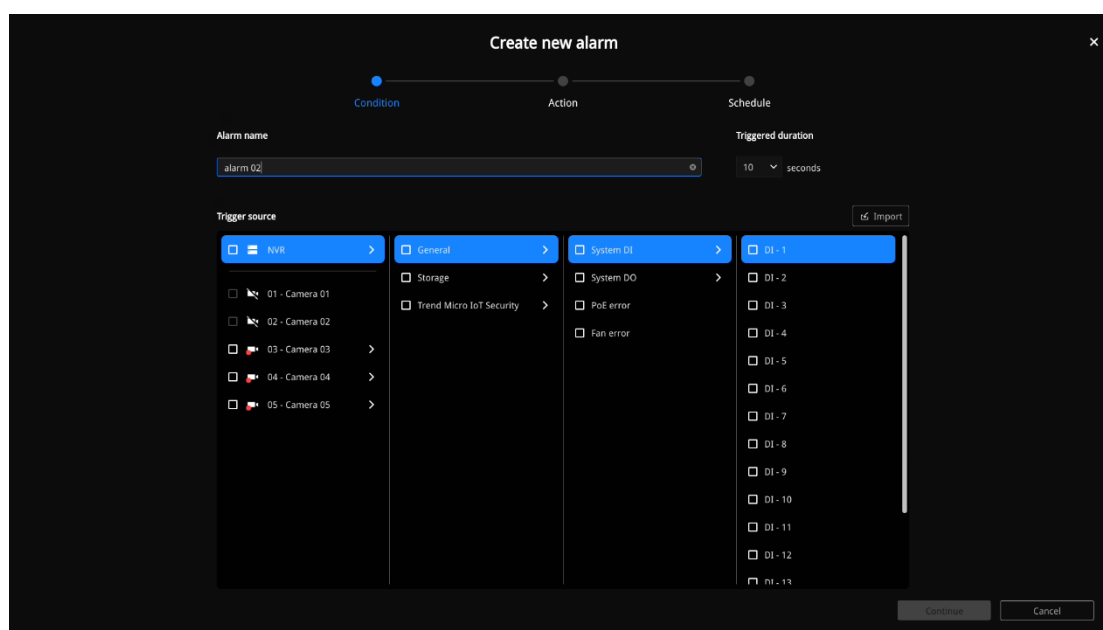 Create new alarm
Condition
Action
Schedule
Alarm name
Triggered duration
alarm 02
10
seconds
Trigger source
Import
NVR
01 - Camera 01
02 - Camera 02
03 - Camera 03
04 - Camera 04
05 - Camera 05
General
Storage
Trend Micro IoT Security
System DI
System DO
PoE error
Fan error
DI - 1
DI - 2
DI - 3
DI - 4
DI - 5
DI - 6
DI - 7
DI - 8
DI - 9
DI - 10
DI - 11
DI - 12
DI - 13
Continue
Cancel